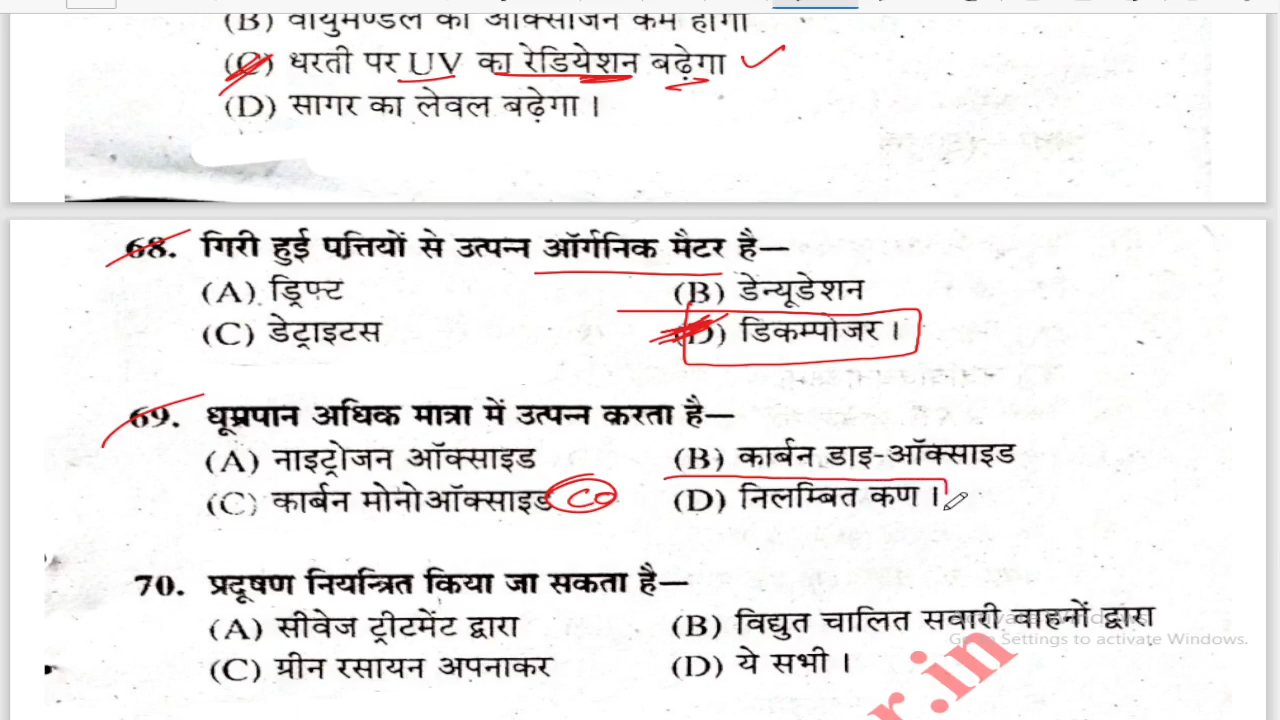 (B) वायुमण्डल की ऑक्सीजन कम होगी
(C) धरती पर UV का रेडियेशन बढ़ेगा
(D) सागर का लेवल बढ़ेगा ।
68. गिरी हुई पत्तियों से उत्पन्न ऑर्गनिक मैटर है—
(A) ड्रिफ्ट (B) डेन्यूडेशन
(C) डेट्राइटस (D) डिकम्पोजर ।
69. धूम्रपान अधिक मात्रा में उत्पन्न करता है—
(A) नाइट्रोजन ऑक्साइड (B) कार्बन डाइ-ऑक्साइड
(C) कार्बन मोनोऑक्साइड CO (D) निलम्बित कण ।
70. प्रदूषण नियन्त्रित किया जा सकता है—
(A) सीवेज ट्रीटमेंट द्वारा (B) विद्युत चालित सवारी वाहनों द्वारा
Go to Settings to activate Windows.
(C) ग्रीन रसायन अपनाकर (D) ये सभी ।
r.in